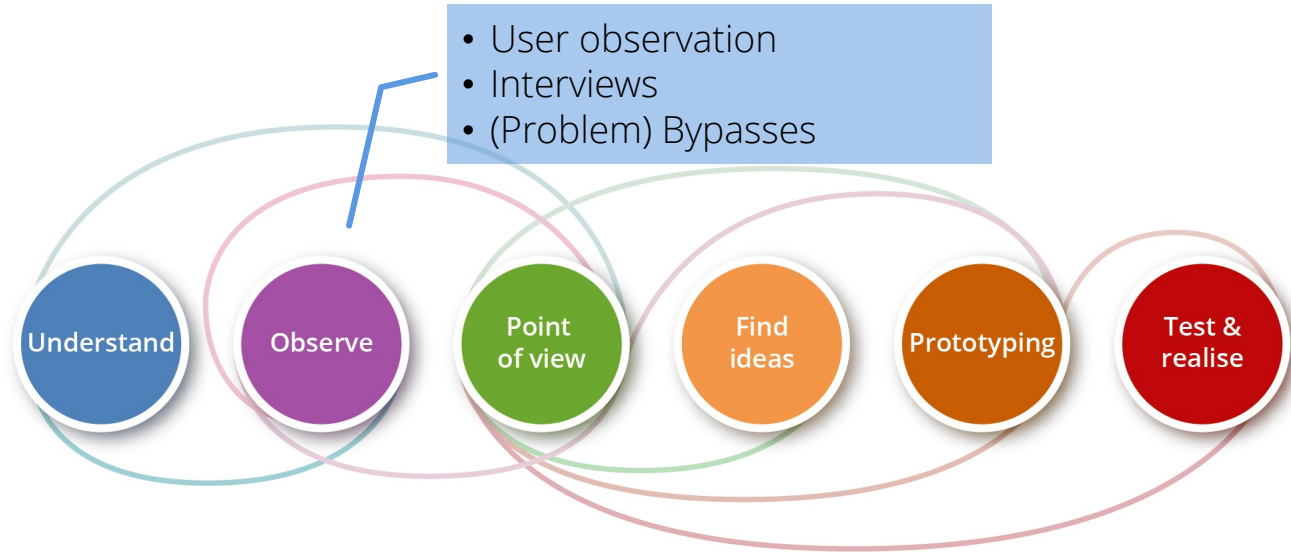 • User observation
• Interviews
• (Problem) Bypasses
Understand
Observe
Point
of view
Find
ideas
Prototyping
Test &
realise